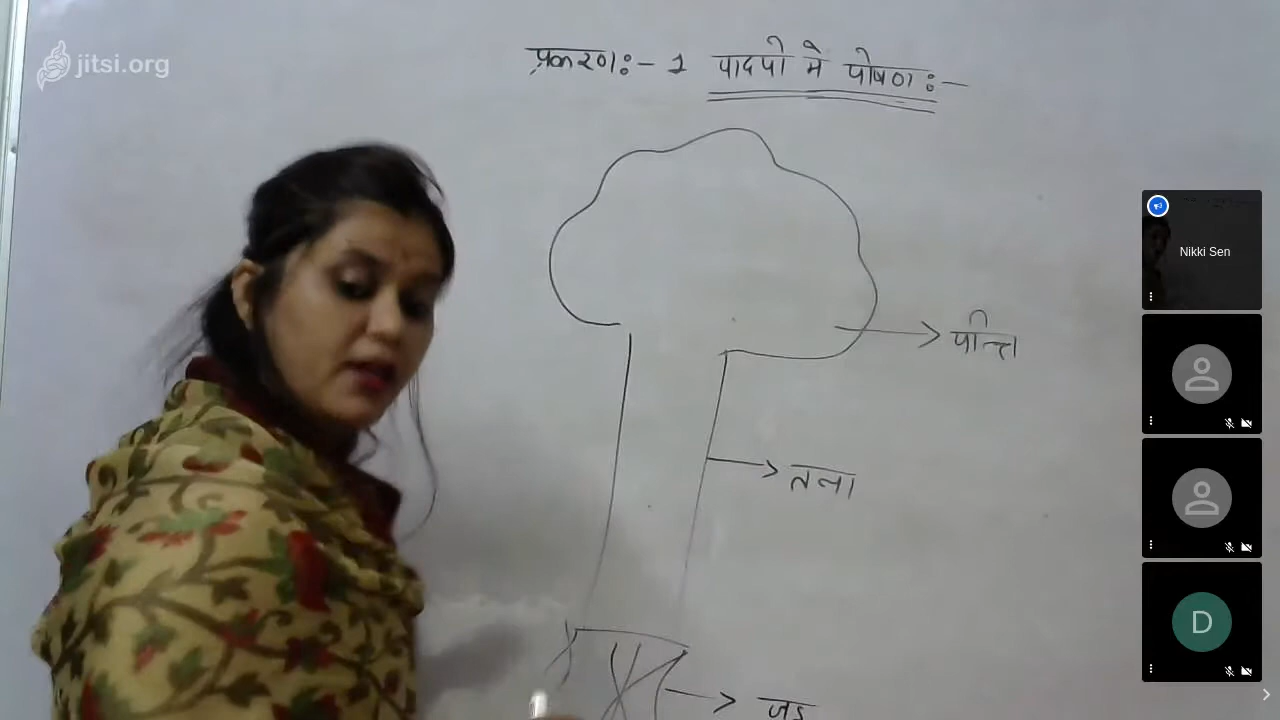 jitsi.org
प्रकरण:- 1 पादपो मे पोषण:-
Nikki Sen
पत्ति
तना
जड
D